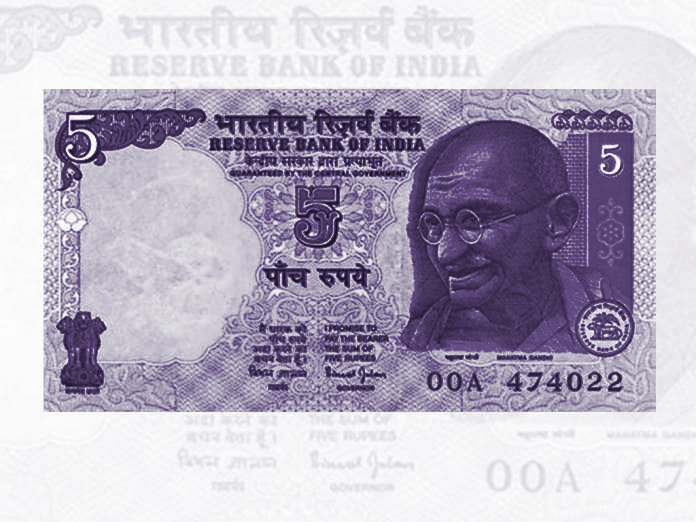 भारतीय रिज़र्व बैंक
RESERVE BANK OF INDIA
5
भारतीय रिज़र्व बैंक
RESERVE BANK OF INDIA
केन्द्रीय सरकार द्वारा प्रत्याभूत
GUARANTEED BY THE CENTRAL GOVERNMENT
5
5
पाँच रुपये
मैं धारक को
पाँच रुपये
अदा करने का
वचन देता हूँ ।
I PROMISE TO
PAY THE BEARER
THE SUM OF
FIVE RUPEES
बिमल जालान
Bimal Jalan
गवर्नर
GOVERNOR
महात्मा गांधी MAHATMA GANDHI
00A 474022
अदा करने का THE SUM OF
वचन देता हूँ । FIVE RUPEES
महात्मा गांधी MAHATMA GANDH
बिमल जालान Bimal Jalan
00A 47
गवर्नर GOVERNOR